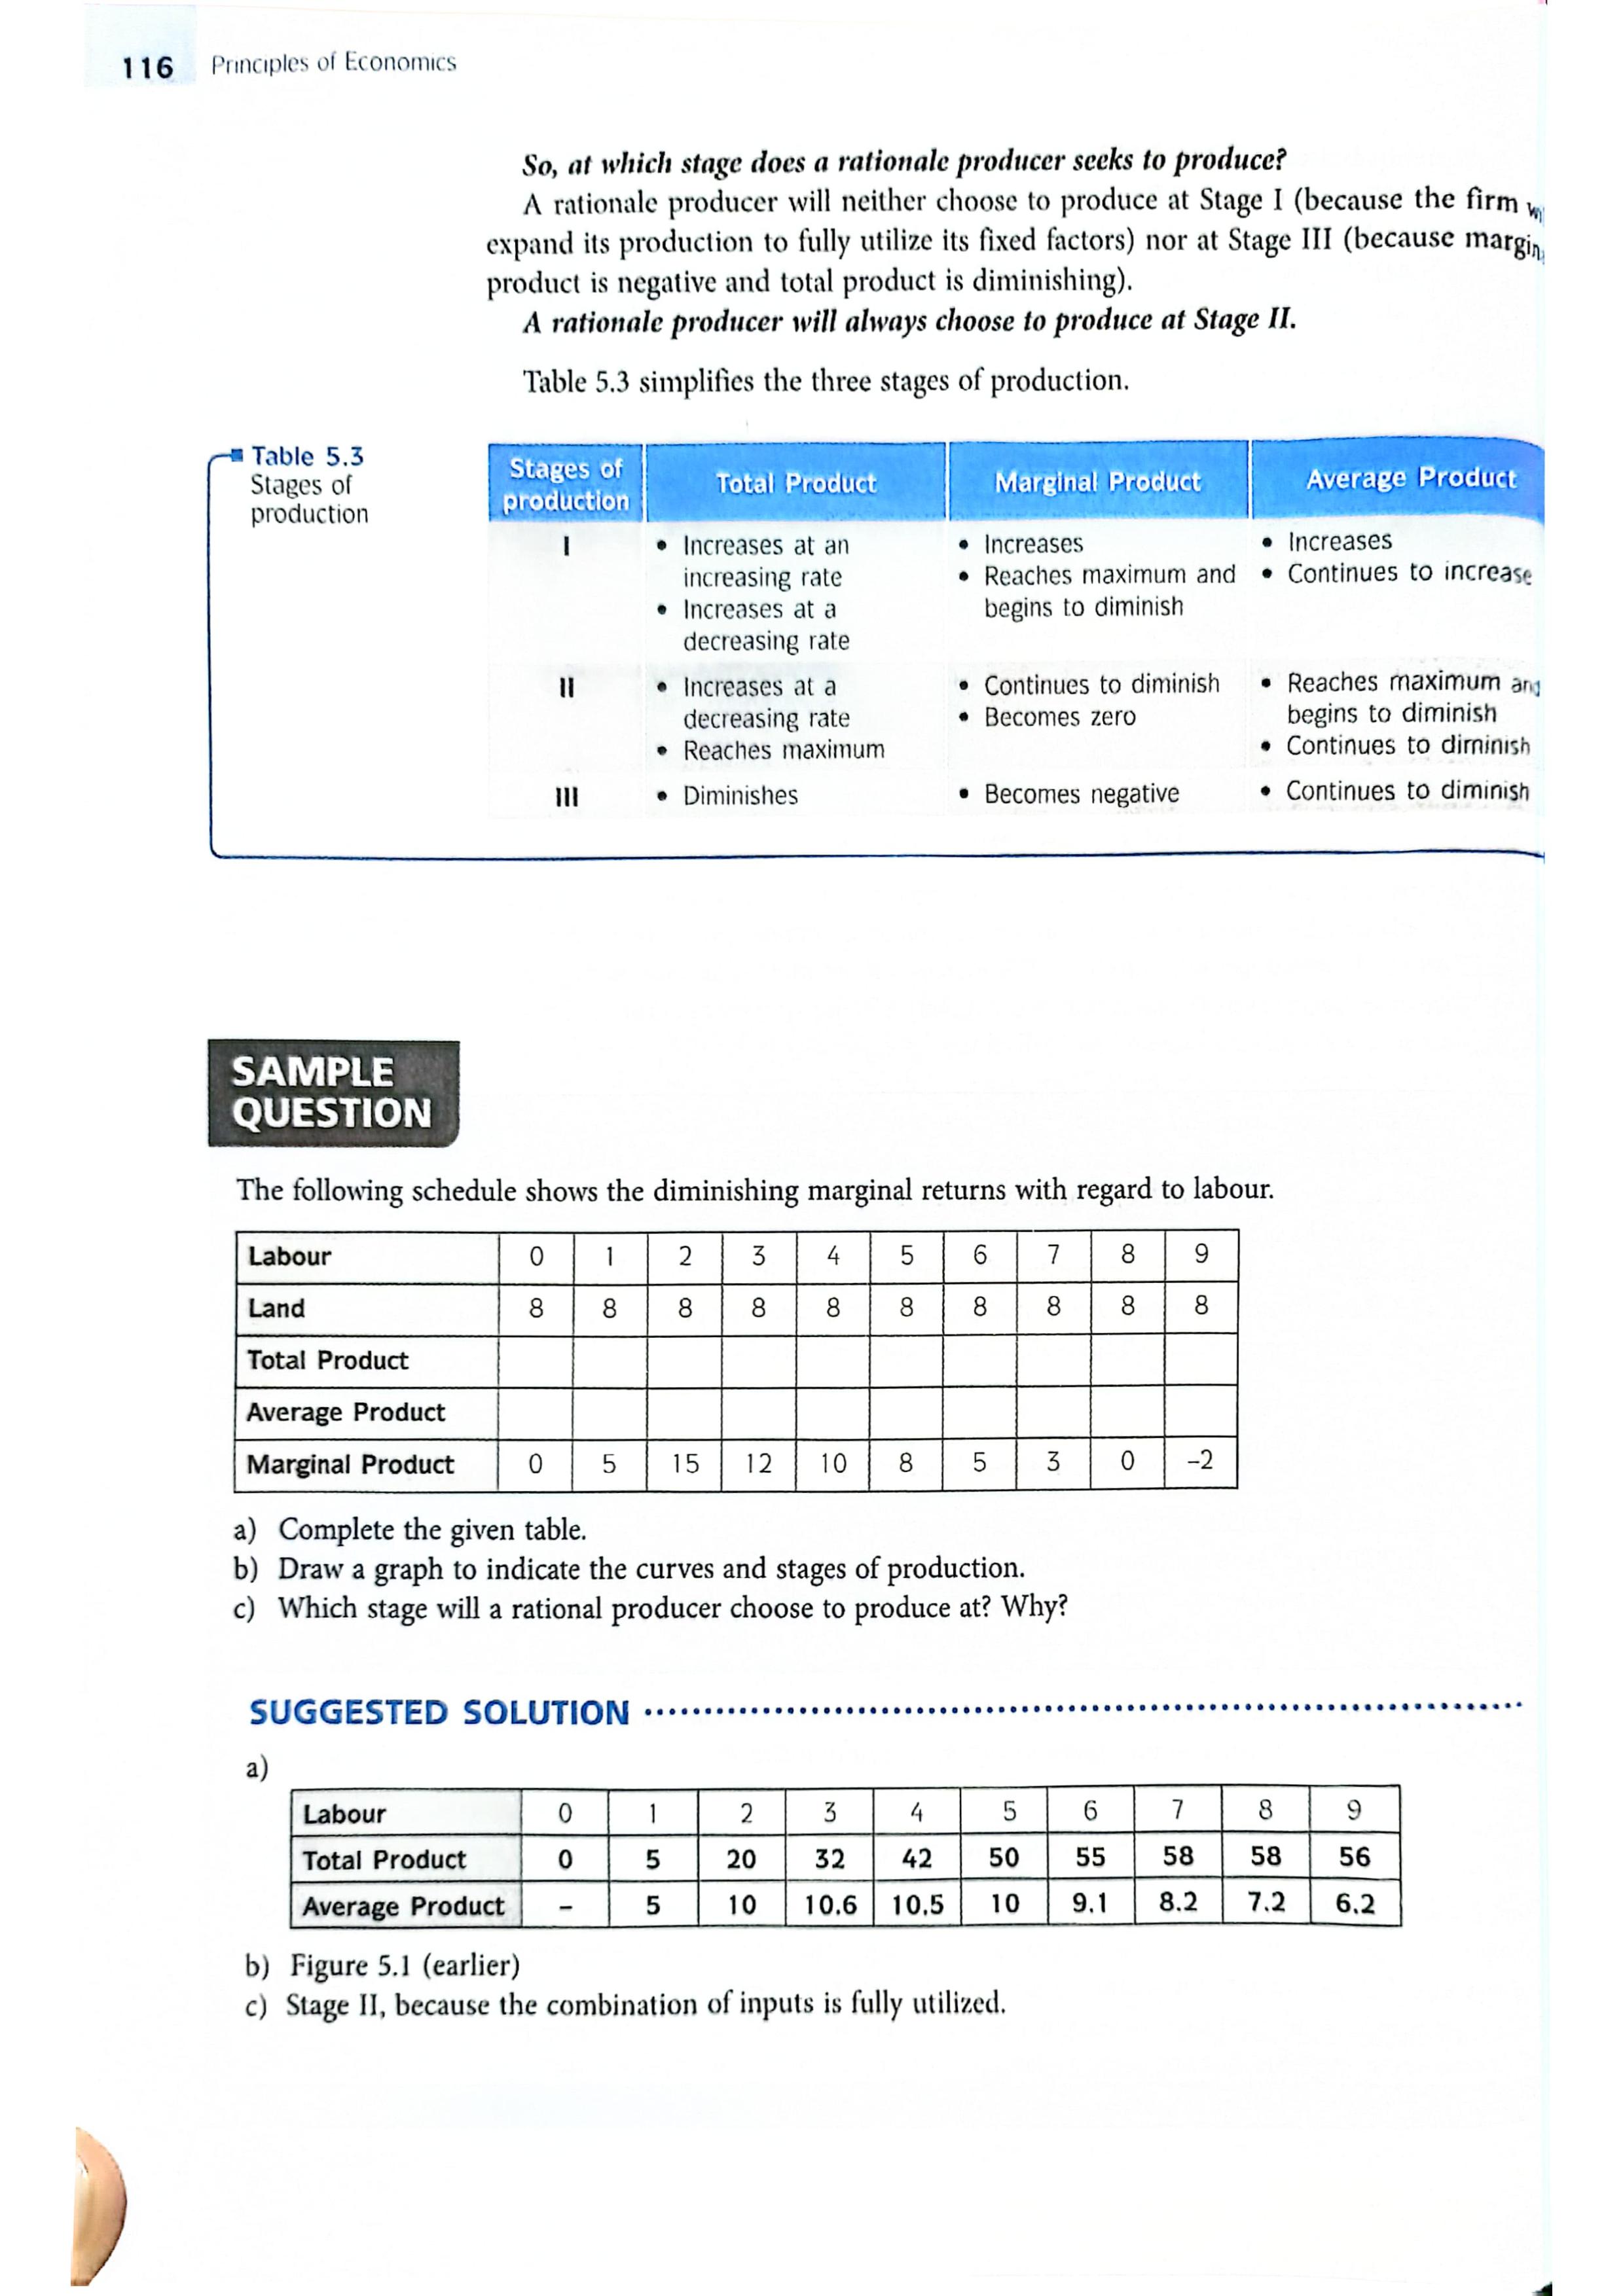 116 Principles of Economics
So, at which stage does a rationale producer seeks to produce?
A rationale producer will neither choose to produce at Stage I (because the firm
expand its production to fully utilize its fixed factors) nor at Stage III (because margin
product is negative and total product is diminishing).
A rationale producer will always choose to produce at Stage II.
Table 5.3 simplifies the three stages of production.
Table 5.3
Stages of
production
Stages of production | Total Product | Marginal Product | Average Product
I
• Increases at an
increasing rate
• Increases at a
decreasing rate
• Increases
• Reaches maximum and
begins to diminish
• Increases
• Continues to increase
II
• Increases at a
decreasing rate
• Reaches maximum
• Continues to diminish
• Becomes zero
• Reaches maximum and
begins to diminish
• Continues to diminish
III
• Diminishes
• Becomes negative
• Continues to diminish
SAMPLE
QUESTION
The following schedule shows the diminishing marginal returns with regard to labour.
Labour 0 1 2 3 4 5 6 7 8 9
Land 8 8 8 8 8 8 8 8 8 8
Total Product
Average Product
Marginal Product 0 5 15 12 10 8 5 3 0 -2
a) Complete the given table.
b) Draw a graph to indicate the curves and stages of production.
c) Which stage will a rational producer choose to produce at? Why?
SUGGESTED SOLUTION
a)
Labour 0 1 2 3 4 5 6 7 8 9
Total Product 0 5 20 32 42 50 55 58 58 56
Average Product – 5 10 10.6 10.5 10 9.1 8.2 7.2 6.2
b) Figure 5.1 (earlier)
c) Stage II, because the combination of inputs is fully utilized.